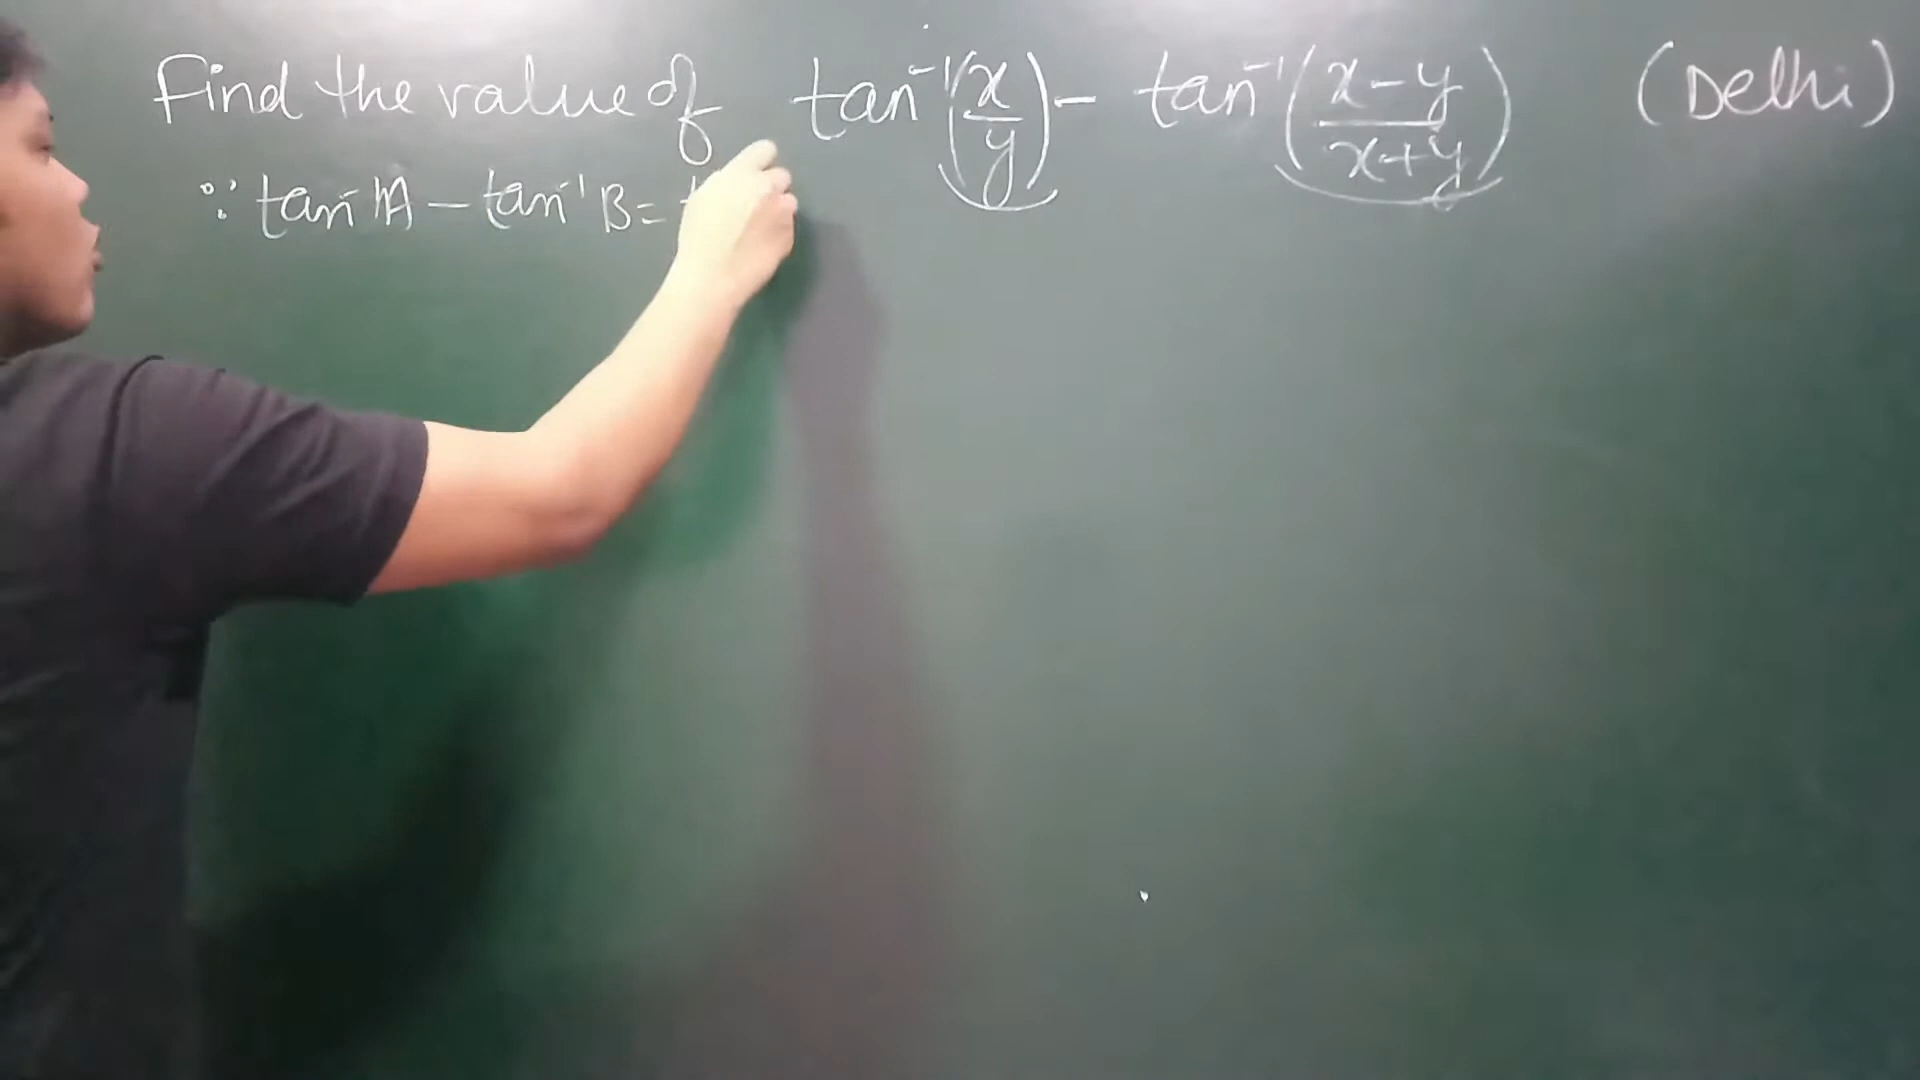 Find the value of tan⁻¹(x/y) - tan⁻¹((x-y)/(x+y)) (Delhi)
∵ tan⁻¹A - tan⁻¹B =